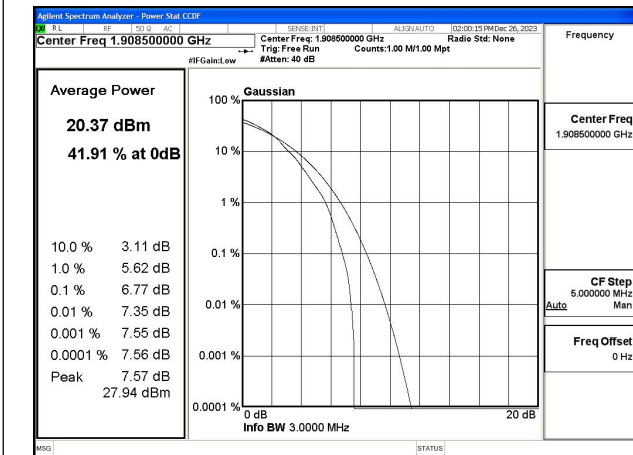 Agilent Spectrum Analyzer - Power Stat CCDF
RL RF 50 Ω AC SENSE:INT ALIGN AUTO 02:00:15 PM Dec 26, 2023
Center Freq 1.908500000 GHz
Center Freq: 1.908500000 GHz Radio Std: None
Trig: Free Run Counts:1.00 M/1.00 Mpt
#IFGain:Low #Atten: 40 dB
Frequency
Average Power
20.37 dBm
41.91 % at 0dB
10.0 % 3.11 dB
1.0 % 5.62 dB
0.1 % 6.77 dB
0.01 % 7.35 dB
0.001 % 7.55 dB
0.0001 % 7.56 dB
Peak 7.57 dB
27.94 dBm
Gaussian
100 %
10 %
1 %
0.1 %
0.01 %
0.001 %
0.0001 %
0 dB 20 dB
Info BW 3.0000 MHz
Center Freq
1.908500000 GHz
CF Step
5.000000 MHz
Auto Man
Freq Offset
0 Hz
MSG STATUS